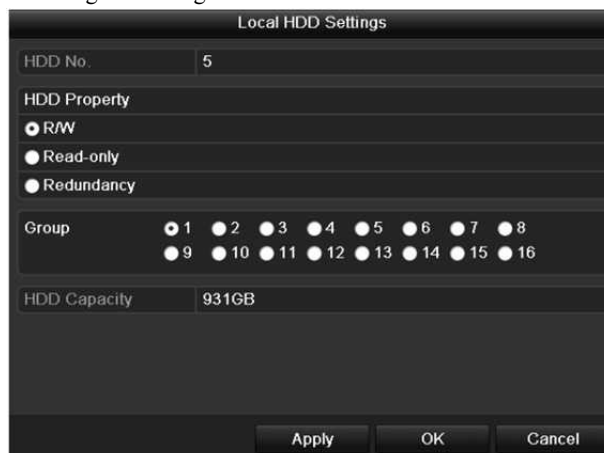 Local HDD Settings
HDD No. 5
HDD Property
R/W
Read-only
Redundancy
Group 1 2 3 4 5 6 7 8
9 10 11 12 13 14 15 16
HDD Capacity 931GB
Apply OK Cancel